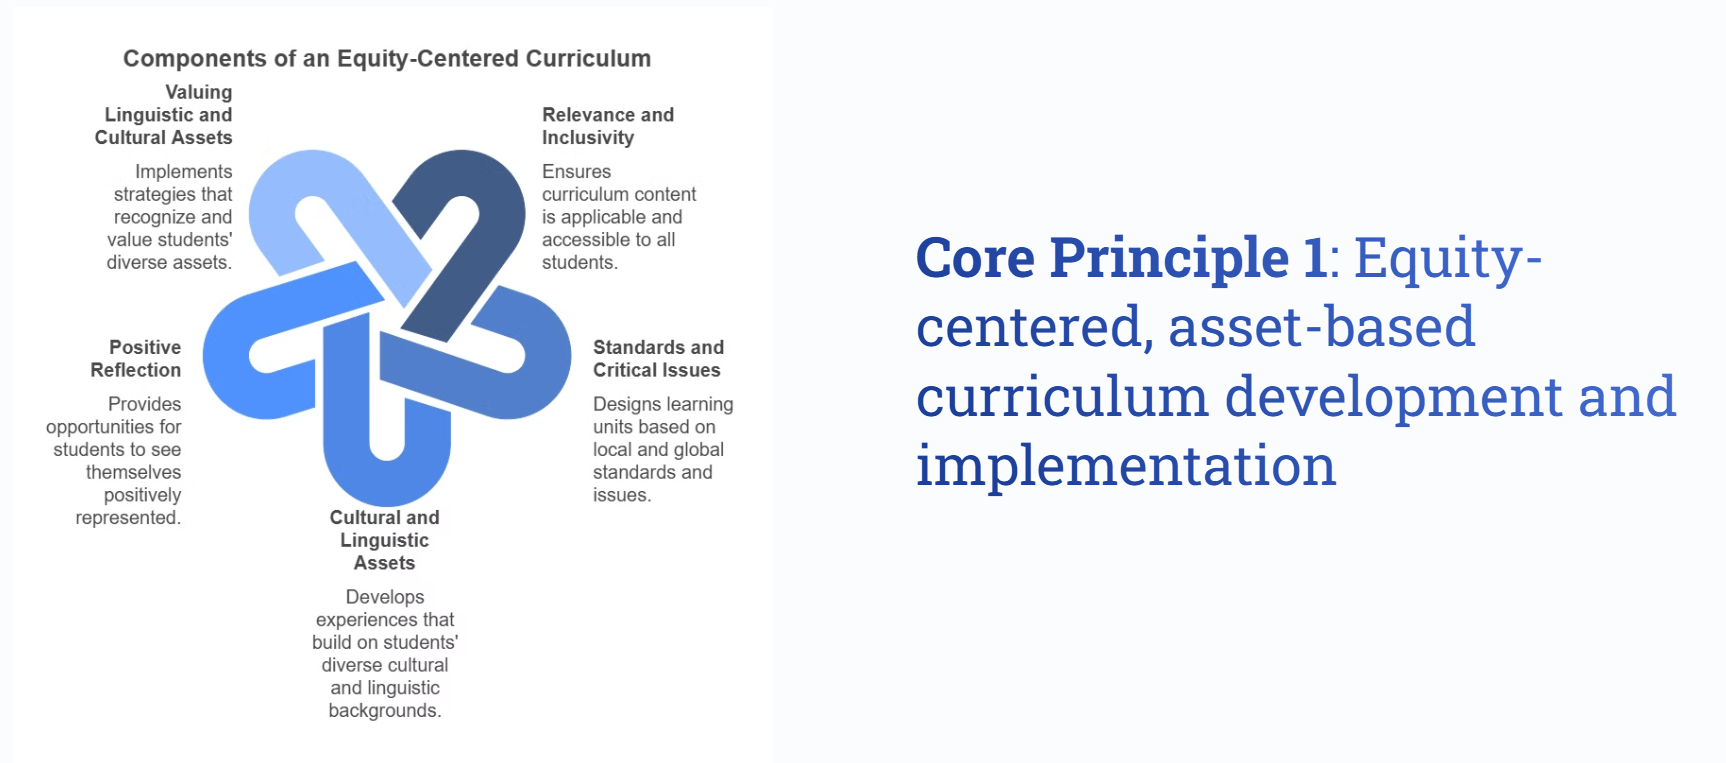 Components of an Equity-Centered Curriculum
Valuing
Linguistic and
Cultural Assets
Implements
strategies that
recognize and
value students'
diverse assets.
Relevance and
Inclusivity
Ensures
curriculum content
is applicable and
accessible to all
students.
Positive
Reflection
Provides
opportunities for
students to see
themselves
positively
represented.
Standards and
Critical Issues
Designs learning
units based on
local and global
standards and
issues.
Cultural and
Linguistic
Assets
Develops
experiences that
build on students'
diverse cultural
and linguistic
backgrounds.
Core Principle 1: Equity-
centered, asset-based
curriculum development and
implementation